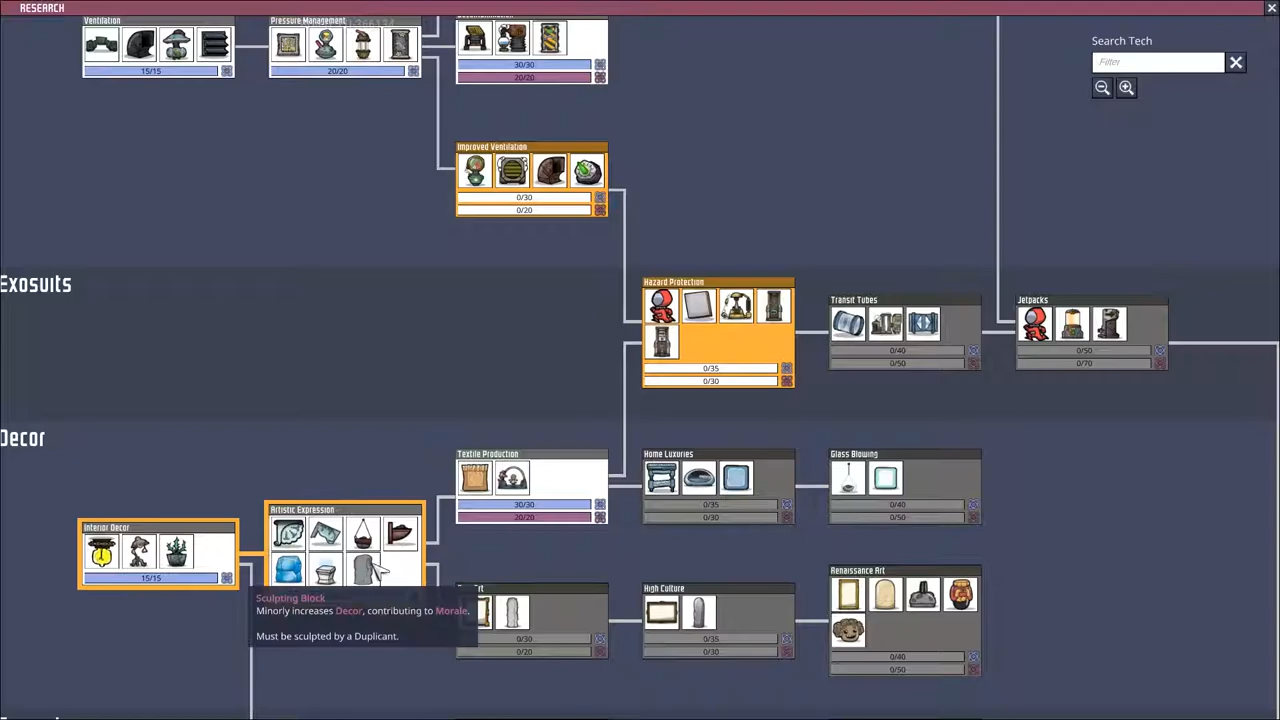 RESEARCH
Ventilation
15/15
Pressure Management
20/20
30/30
20/20
Search Tech
Filter
Improved Ventilation
0/30
0/20
Exosuits
Hazard Protection
0/35
0/30
Transit Tubes
0/40
0/50
Jetpacks
0/50
0/70
Decor
Textile Production
30/30
20/20
Home Luxuries
0/35
0/30
Glass Blowing
0/40
0/50
Interior Decor
15/15
Artistic Expression
Sculpting Block
Minorly increases Decor, contributing to Morale.
Must be sculpted by a Duplicant.
Art
0/30
0/20
High Culture
0/35
0/30
Renaissance Art
0/40
0/50